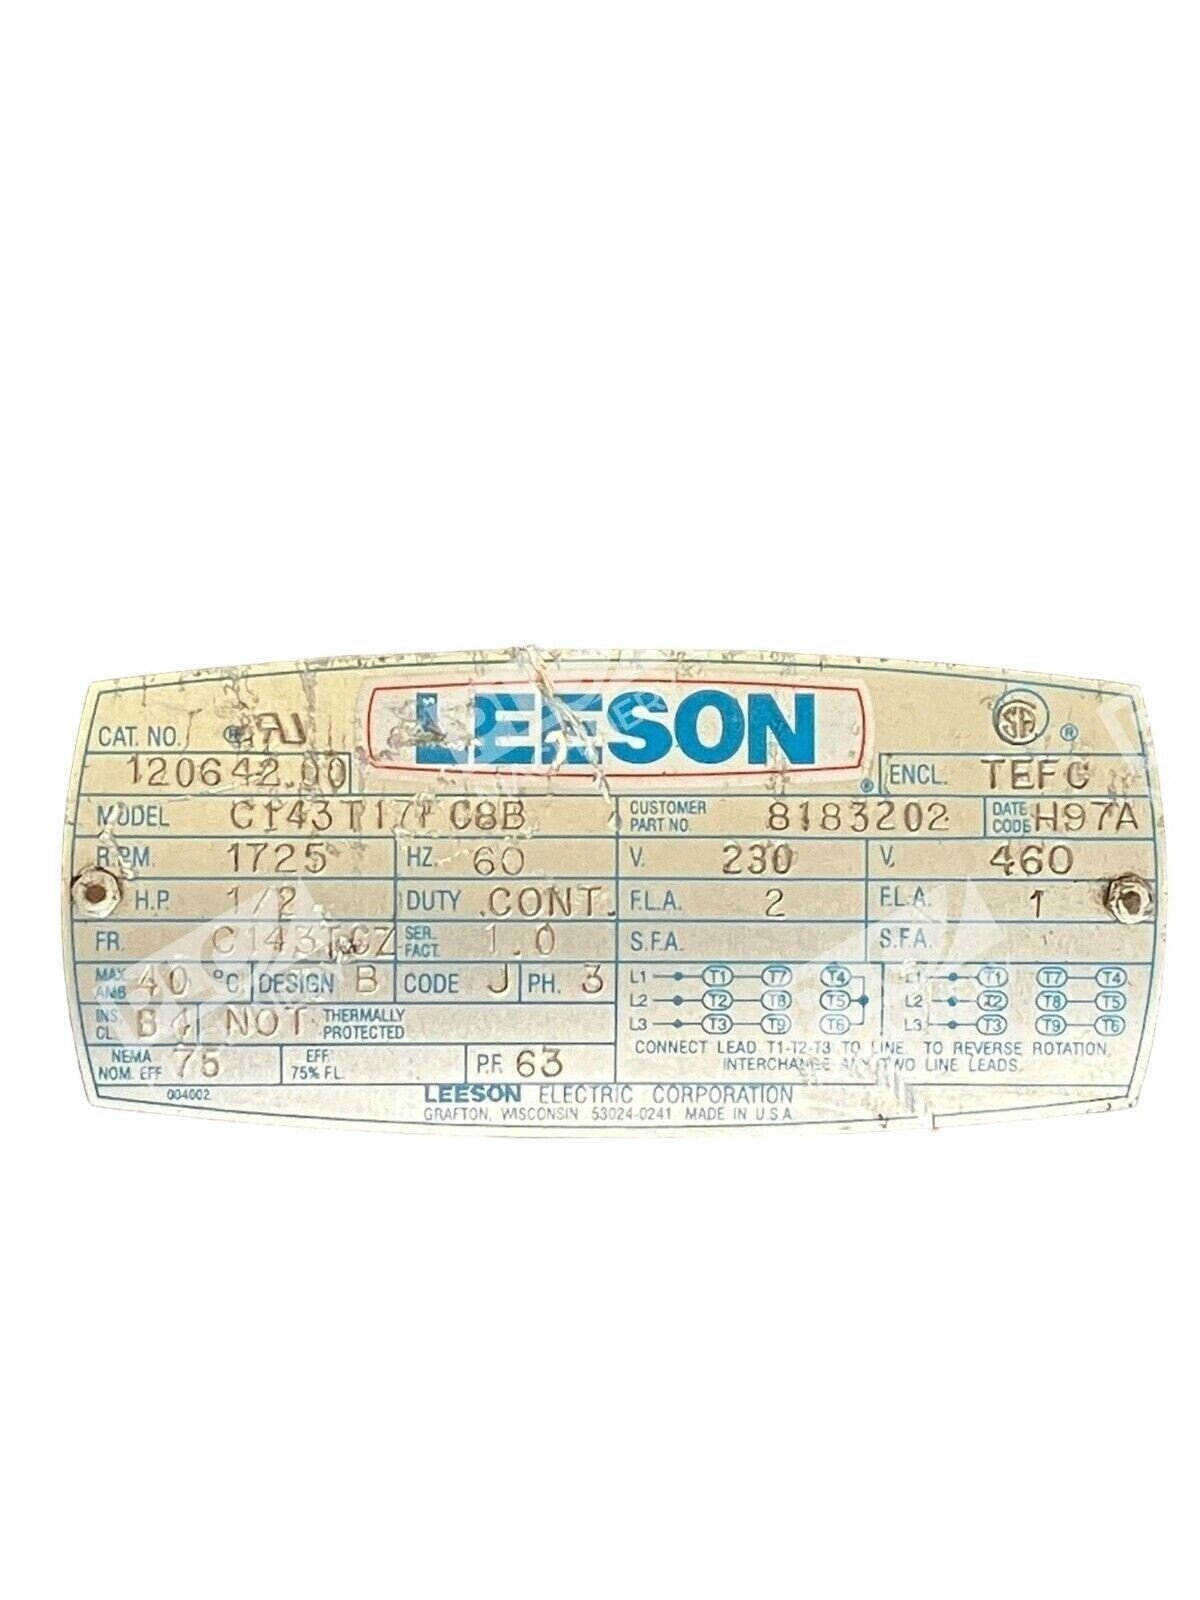 LEESON
CAT. NO.
120642.00
ENCL. TEFC
MODEL C143T17FC8B CUSTOMER PART NO. 8183202 DATE CODE H97A
R.P.M. 1725 HZ. 60 V. 230 V. 460
H.P. 1/2 DUTY CONT. F.L.A. 2 F.L.A. 1
FR. C143TCZ SER. FACT. 1.0 S.F.A. S.F.A.
MAX AMB 40 °C DESIGN B CODE J PH. 3
INS. CL. B4 NOT THERMALLY PROTECTED
NEMA NOM. EFF 75 EFF. 75% F.L. P.F. 63
L1 T1 T7 T4 L1 T1 T7 T4
L2 T2 T8 T5 L2 T2 T8 T5
L3 T3 T9 T6 L3 T3 T9 T6
CONNECT LEAD T1-T2-T3 TO LINE. TO REVERSE ROTATION,
INTERCHANGE ANY TWO LINE LEADS.
004002
LEESON ELECTRIC CORPORATION
GRAFTON, WISCONSIN 53024-0241 MADE IN U.S.A.